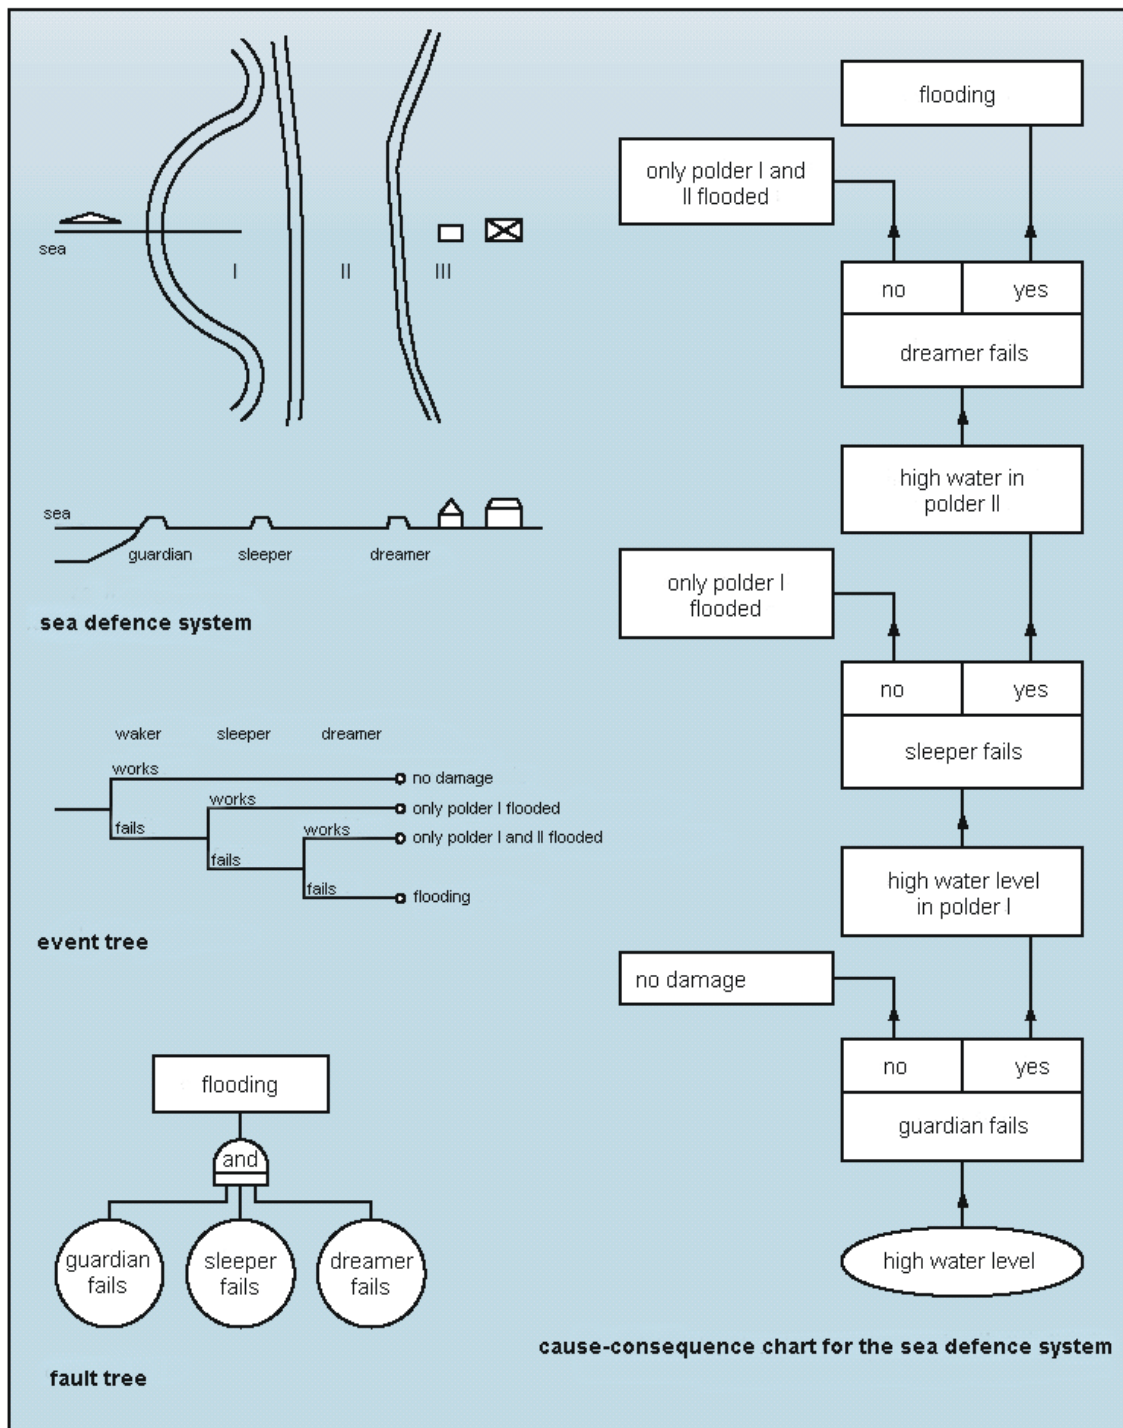 sea
I
II
III
sea
guardian
sleeper
dreamer
sea defence system
waker
sleeper
dreamer
works
no damage
works
only polder I flooded
fails
works
only polder I and II flooded
fails
fails
flooding
event tree
flooding
and
guardian
fails
sleeper
fails
dreamer
fails
fault tree
flooding
only polder I and
II flooded
no
yes
dreamer fails
high water in
polder II
only polder I
flooded
no
yes
sleeper fails
high water level
in polder I
no damage
no
yes
guardian fails
high water level
cause-consequence chart for the sea defence system